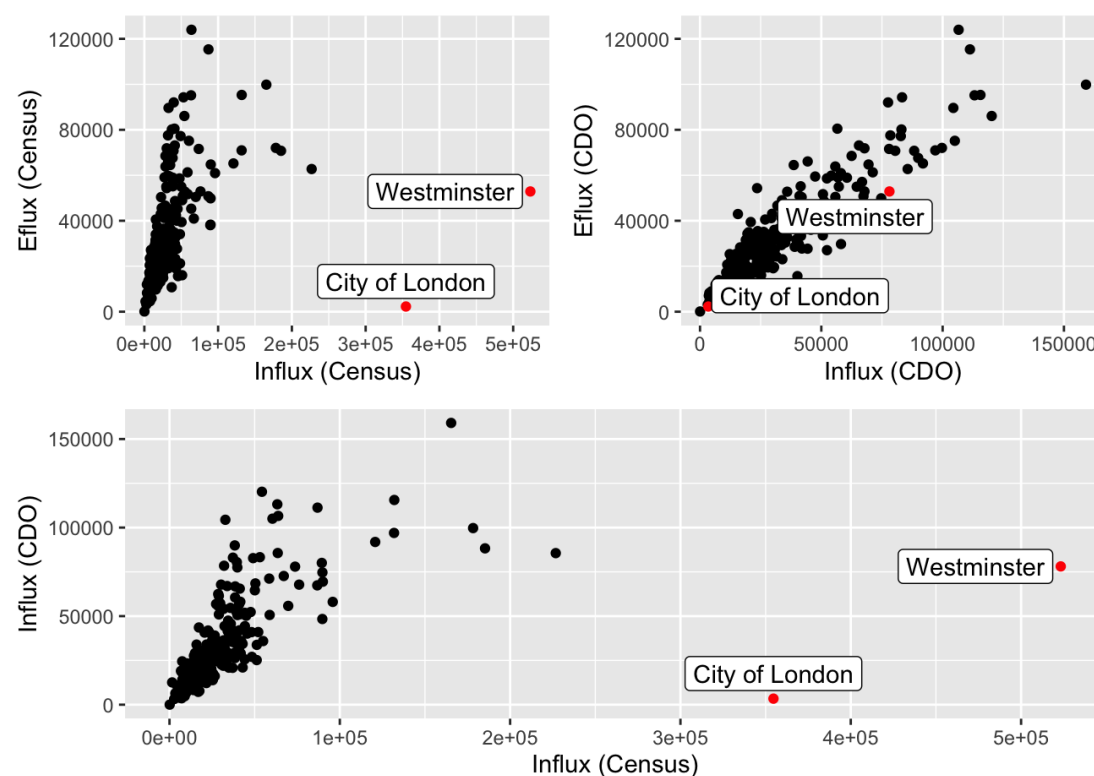 120000
80000
40000
0
Eflux (Census)
Westminster
City of London
0e+00 1e+05 2e+05 3e+05 4e+05 5e+05
Influx (Census)
120000
80000
40000
0
Eflux (CDO)
Westminster
City of London
0 50000 100000 150000
Influx (CDO)
150000
100000
50000
0
Influx (CDO)
Westminster
City of London
0e+00 1e+05 2e+05 3e+05 4e+05 5e+05
Influx (Census)